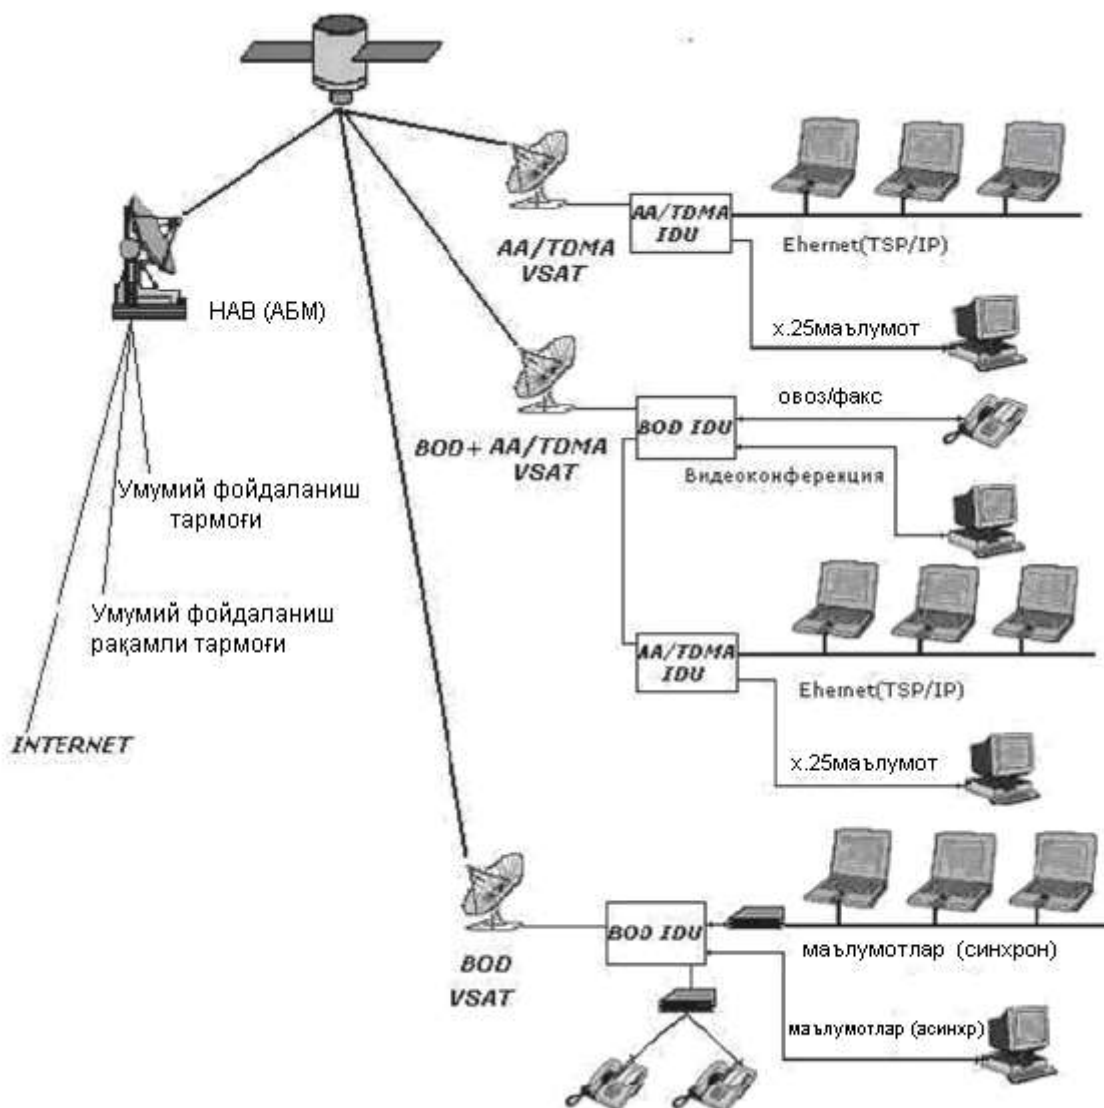 AA/TDMA
IDU
Ehernet(TSP/IP)
AA/TDMA
VSAT
НАВ (АБМ)
х.25маълумот
овоз/факс
BOD IDU
BOD+ AA/TDMA
VSAT
Видеоконференция
Умумий фойдаланиш
тармоғи
Умумий фойдаланиш
рақамли тармоғи
AA/TDMA
IDU
Ehernet(TSP/IP)
INTERNET
х.25маълумот
BOD IDU
маълумотлар (синхрон)
BOD
VSAT
маълумотлар (асинхр)